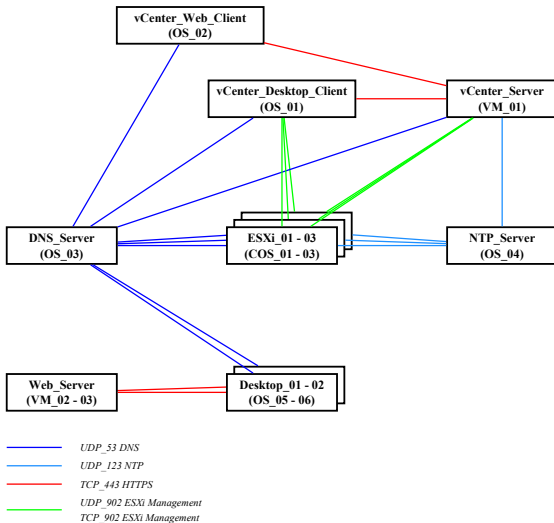 vCenter_Web_Client
(OS_02)
vCenter_Desktop_Client
(OS_01)
vCenter_Server
(VM_01)
DNS_Server
(OS_03)
ESXi_01 - 03
(COS_01 - 03)
NTP_Server
(OS_04)
Web_Server
(VM_02 - 03)
Desktop_01 - 02
(OS_05 - 06)
UDP_53 DNS
UDP_123 NTP
TCP_443 HTTPS
UDP_902 ESXi Management
TCP_902 ESXi Management